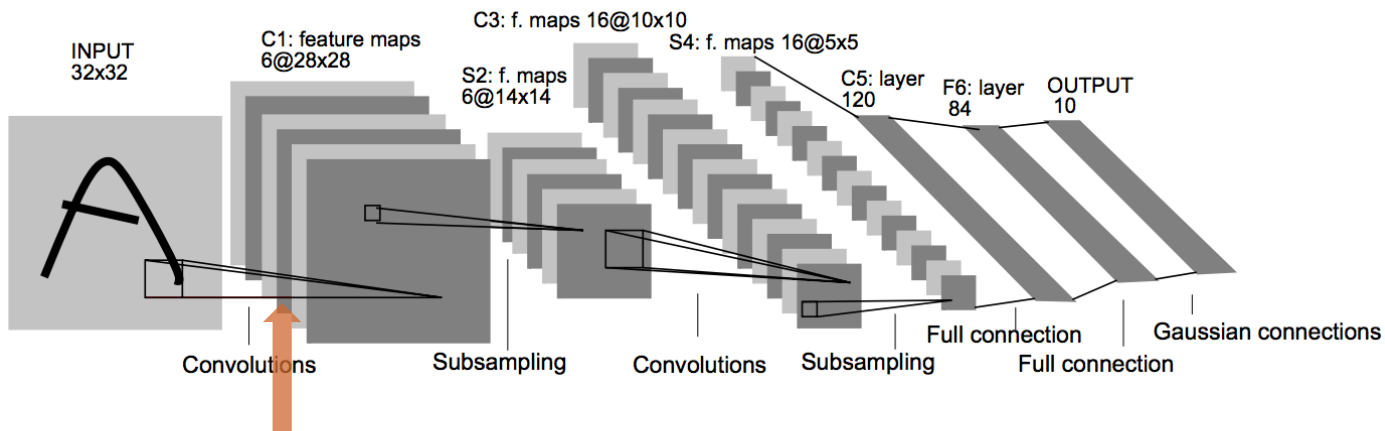 INPUT
32x32
C1: feature maps
6@28x28
S2: f. maps
6@14x14
C3: f. maps 16@10x10
S4: f. maps 16@5x5
C5: layer
120
F6: layer
84
OUTPUT
10
Convolutions
Subsampling
Convolutions
Subsampling
Full connection
Full connection
Gaussian connections